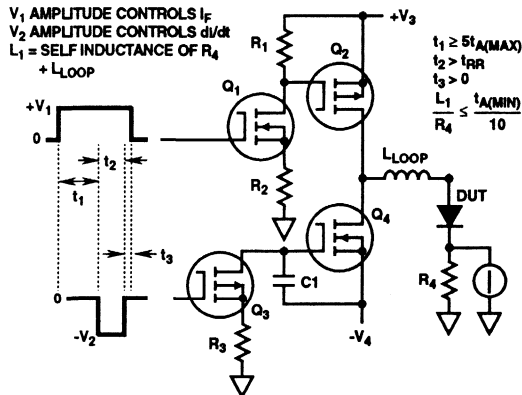 V1 AMPLITUDE CONTROLS IF
V2 AMPLITUDE CONTROLS di/dt
L1 = SELF INDUCTANCE OF R4
+ LLOOP
+V3
t1 ≥ 5tA(MAX)
t2 > tRR
t3 > 0
L1/R4 ≤ tA(MIN)/10
R1
Q2
Q1
+V1
0
t2
t1
t3
R2
LLOOP
DUT
Q4
R4
C1
0
-V2
Q3
R3
-V4